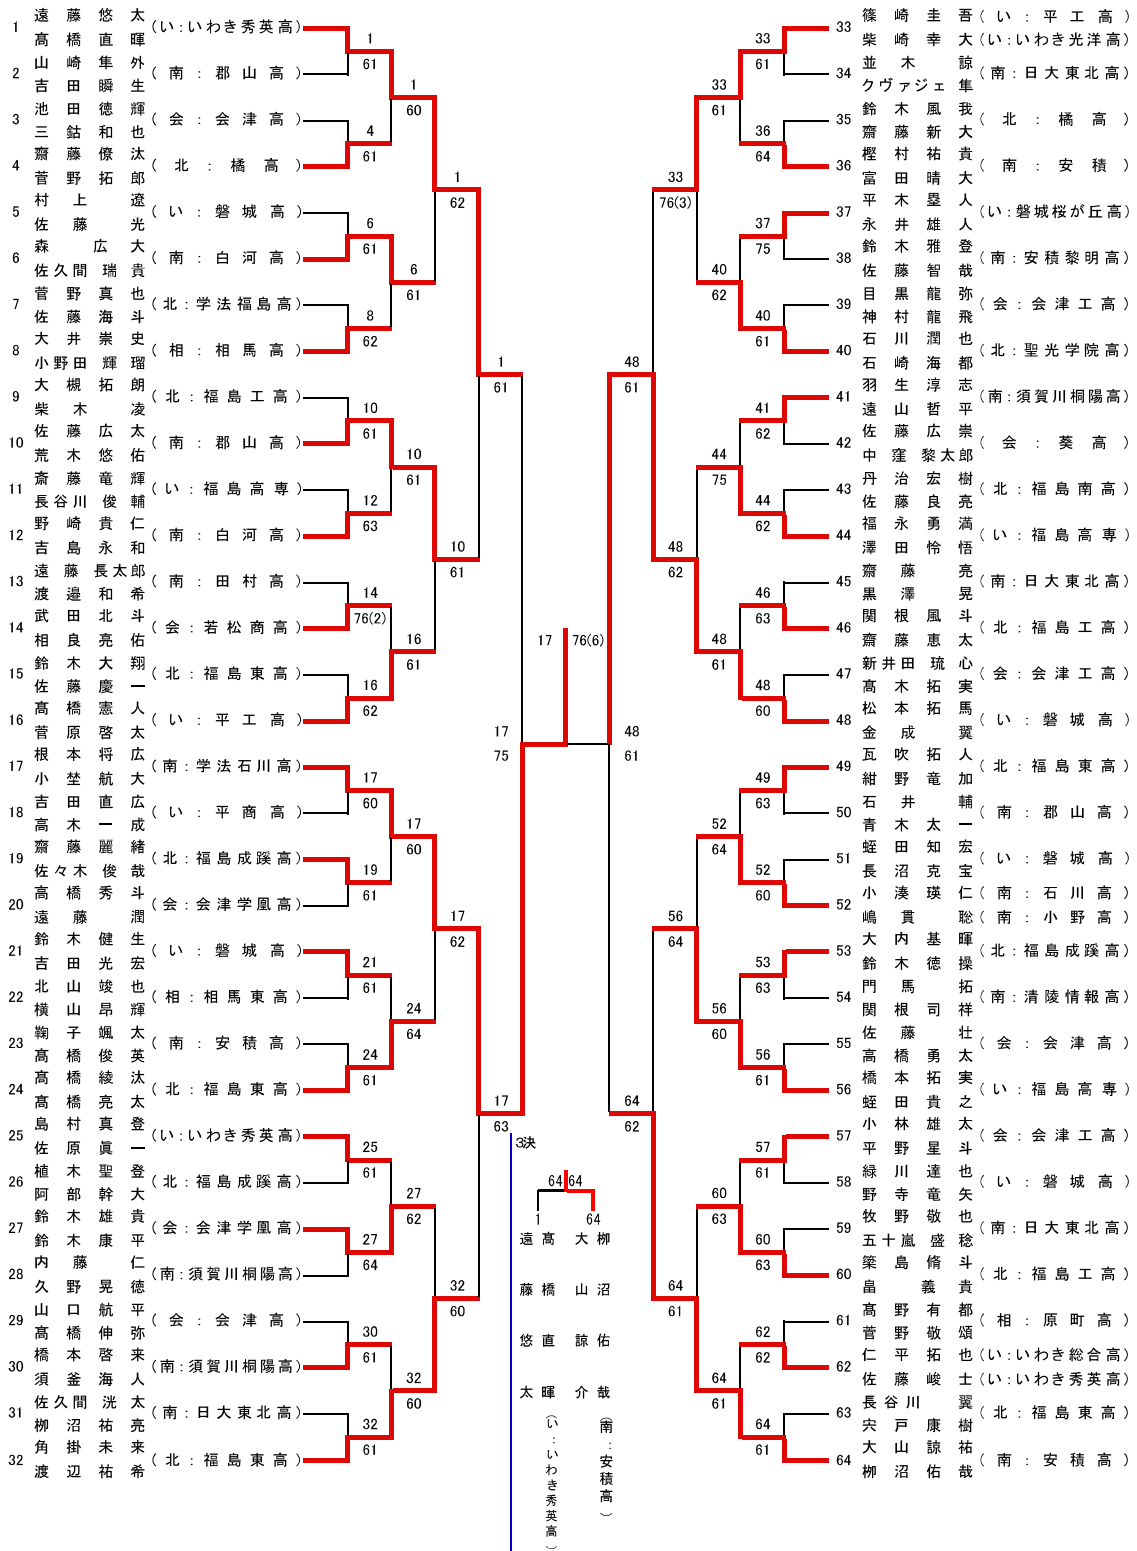 遠藤悠太
1 (い:いわき秀英高)
髙橋直暉
山崎隼外
2 (南:郡山高)
吉田瞬生
池田徳輝
3 (会:会津高)
三鈷和也
齋藤僚汰
4 (北:橘高)
菅野拓郎
村上遼
5 (い:磐城高)
佐藤光
森広大
6 (南:白河高)
佐久間瑞貴
菅野真也
7 (北:学法福島高)
佐藤海斗
大井崇史
8 (相:相馬高)
小野田輝瑠
大槻拓朗
9 (北:福島工高)
柴木凌
佐藤広太
10 (南:郡山高)
荒木悠佑
斎藤竜輝
11 (い:福島高専)
長谷川俊輔
野崎貴仁
12 (南:白河高)
吉島永和
遠藤長太郎
13 (南:田村高)
渡邉和希
武田北斗
14 (会:若松商高)
相良亮佑
鈴木大翔
15 (北:福島東高)
佐藤慶一
髙橋憲人
16 (い:平工高)
菅原啓太
根本将広
17 (南:学法石川高)
小埜航大
吉田直広
18 (い:平商高)
高木一成
齋藤麗緒
19 (北:福島成蹊高)
佐々木俊哉
高橋秀斗
20 (会:会津学鳳高)
遠藤潤
鈴木健生
21 (い:磐城高)
吉田光宏
北山竣也
22 (相:相馬東高)
横山昂輝
鞠子颯太
23 (南:安積高)
髙橋俊英
髙橋綾汰
24 (北:福島東高)
髙橋亮太
島村真登
25 (い:いわき秀英高)
佐原眞一
植木聖登
26 (北:福島成蹊高)
阿部幹大
鈴木雄貴
27 (会:会津学鳳高)
鈴木康平
内藤仁
28 (南:須賀川桐陽高)
久野晃徳
山口航平
29 (会:会津高)
髙橋伸弥
橋本啓来
30 (南:須賀川桐陽高)
須釜海人
佐久間洸太
31 (南:日大東北高)
栁沼祐亮
角掛未来
32 (北:福島東高)
渡辺祐希
1
61
4
61
6
61
8
62
10
61
12
63
14
76(2)
16
62
17
60
19
61
21
61
24
61
25
61
27
64
30
61
32
61
1
60
6
61
10
61
16
61
17
60
24
64
27
62
32
60
1
62
10
61
17
62
32
60
1
61
17
63
17
75
17 76(6)
48
61
48
61
64
62
33
76(3)
48
62
56
64
64
61
33
61
40
62
44
75
48
61
52
64
56
60
60
63
64
61
33
61
36
64
37
75
40
61
41
62
44
62
46
63
48
60
49
63
52
60
53
63
56
61
57
61
60
63
62
62
64
61
篠崎圭吾 (い:平工高)
33
柴崎幸大 (い:いわき光洋高)
並木諒
34 (南:日大東北高)
クヴァジェ隼
鈴木風我
35 (北:橘高)
齋藤新大
樫村祐貴
36 (南:安積)
富田晴大
平木塁人
37 (い:磐城桜が丘高)
永井雄人
鈴木雅登
38 (南:安積黎明高)
佐藤智哉
目黒龍弥
39 (会:会津工高)
神村龍飛
石川潤也
40 (北:聖光学院高)
石崎海都
羽生淳志
41 (南:須賀川桐陽高)
遠山哲平
佐藤広崇
42 (会:葵高)
中窪黎太郎
丹治宏樹
43 (北:福島南高)
佐藤良亮
福永勇満
44 (い:福島高専)
澤田怜悟
齋藤亮
45 (南:日大東北高)
黒澤晃
関根風斗
46 (北:福島工高)
齋藤恵太
新井田琉心
47 (会:会津工高)
髙木拓実
松本拓馬
48 (い:磐城高)
金成翼
瓦吹拓人
49 (北:福島東高)
紺野竜加
石井輔
50 (南:郡山高)
青木太一
蛭田知宏
51 (い:磐城高)
長沼克宝
小湊瑛仁 (南:石川高)
52
嶋貫聡 (南:小野高)
大内基暉
53 (北:福島成蹊高)
鈴木徳操
門馬拓
54 (南:清陵情報高)
関根司祥
佐藤壮
55 (会:会津高)
高橋勇太
橋本拓実
56 (い:福島高専)
蛭田貴之
小林雄太
57 (会:会津工高)
平野星斗
緑川達也
58 (い:磐城高)
野寺竜矢
牧野敬也
59 (南:日大東北高)
五十嵐盛稔
簗島脩斗
60 (北:福島工高)
畠義貴
髙野有都
61 (相:原町高)
菅野敬頌
仁平拓也 (い:いわき総合高)
62
佐藤峻士 (い:いわき秀英高)
長谷川翼
63 (北:福島東高)
宍戸康樹
大山諒祐
64 (南:安積高)
栁沼佑哉
3決
64 64
1 64
遠藤悠太
髙橋直暉
(い:いわき秀英高)
大山諒介
栁沼佑哉
(南:安積高)